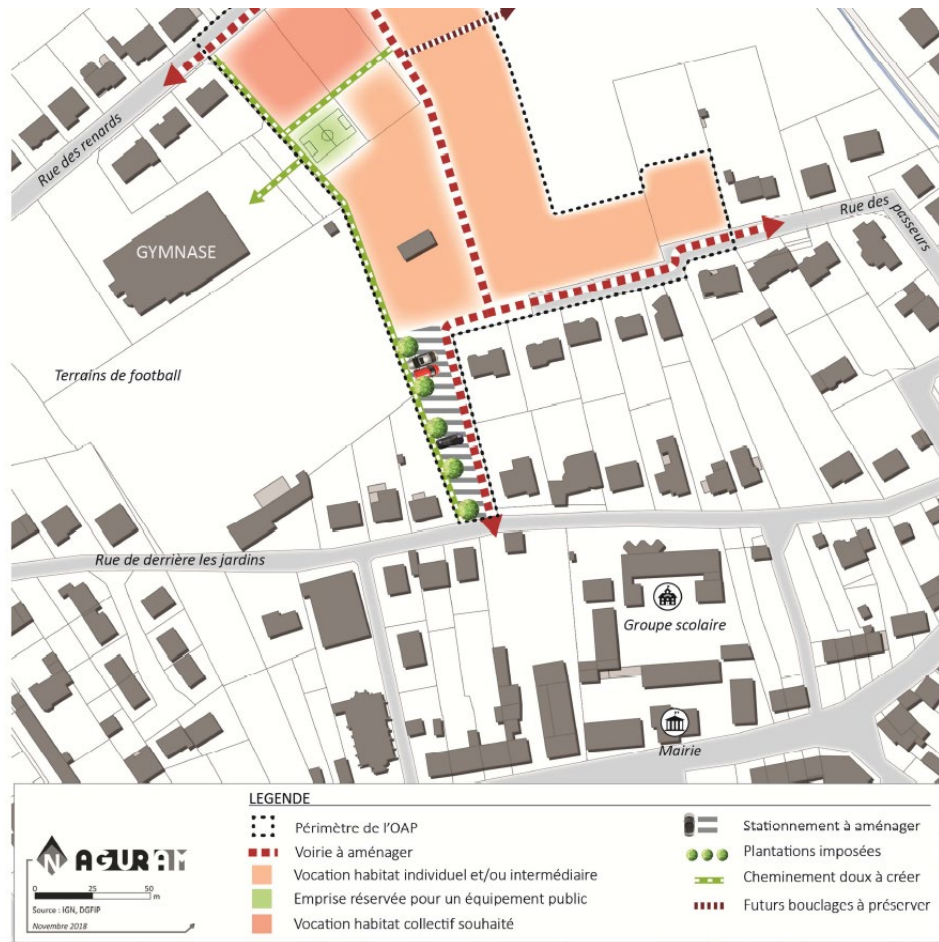 Rue des renards
GYMNASE
Rue des passeurs
Terrains de football
Rue de derrière les jardins
Groupe scolaire
Mairie
LEGENDE
Périmètre de l'OAP
Voirie à aménager
Vocation habitat individuel et/ou intermédiaire
Emprise réservée pour un équipement public
Vocation habitat collectif souhaité
Stationnement à aménager
Plantations imposées
Cheminement doux à créer
Futurs bouclages à préserver
N
AGURAM
0 25 50
m
Source : IGN, DGFIP
Novembre 2018